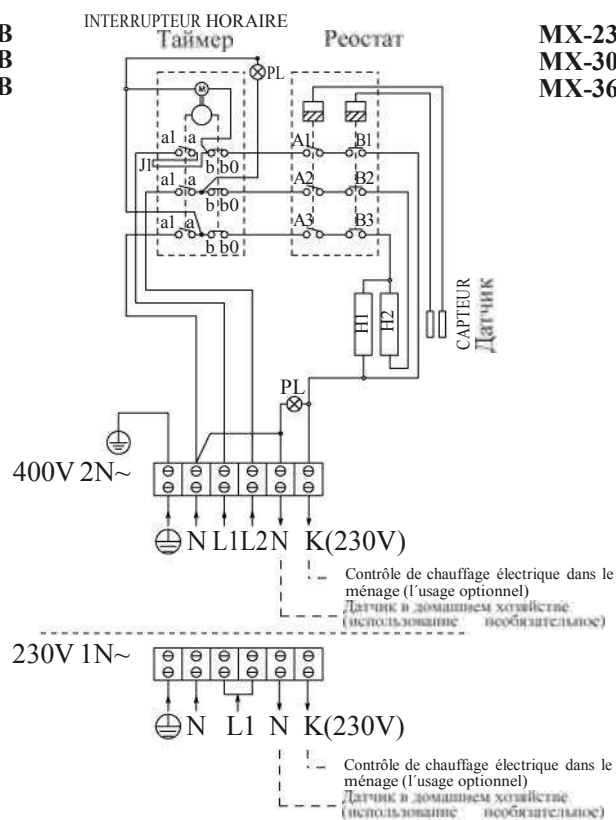 INTERRUPTEUR HORAIRE
Таймер
Реостат
B
B
B
MX-23
MX-30
MX-36
PL
M
a1 a
J1
b b0
A1
B1
a1 a
b b0
A2
B2
a1 a
b b0
A3
B3
H1
H2
CAPTEUR
Датчик
PL
400V 2N~
N L1 L2 N K(230V)
Contrôle de chauffage électrique dans le
ménage (l'usage optionnel)
Датчик в домашнем хозяйстве
(использование необязательное)
230V 1N~
N L1 N K(230V)
Contrôle de chauffage électrique dans le
ménage (l'usage optionnel)
Датчик в домашнем хозяйстве
(использование необязательное)